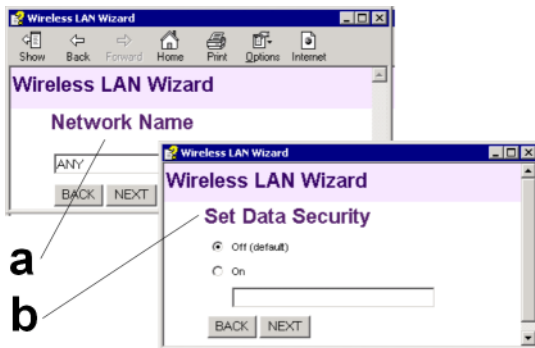 Wireless LAN Wizard
Show Back Forward Home Print Options Internet
Wireless LAN Wizard
Network Name
ANY
BACK NEXT
Wireless LAN Wizard
Wireless LAN Wizard
Set Data Security
Off (default)
On
BACK NEXT
a
b